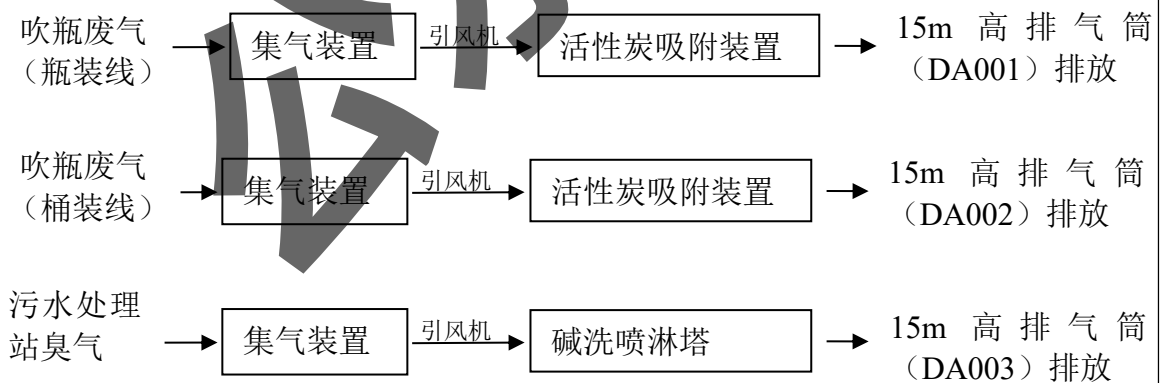 吹瓶废气
（瓶装线）
集气装置
引风机
活性炭吸附装置
15m 高排气筒
（DA001）排放
吹瓶废气
（桶装线）
集气装置
引风机
活性炭吸附装置
15m 高排气筒
（DA002）排放
污水处理
站臭气
集气装置
引风机
碱洗喷淋塔
15m 高排气筒
（DA003）排放